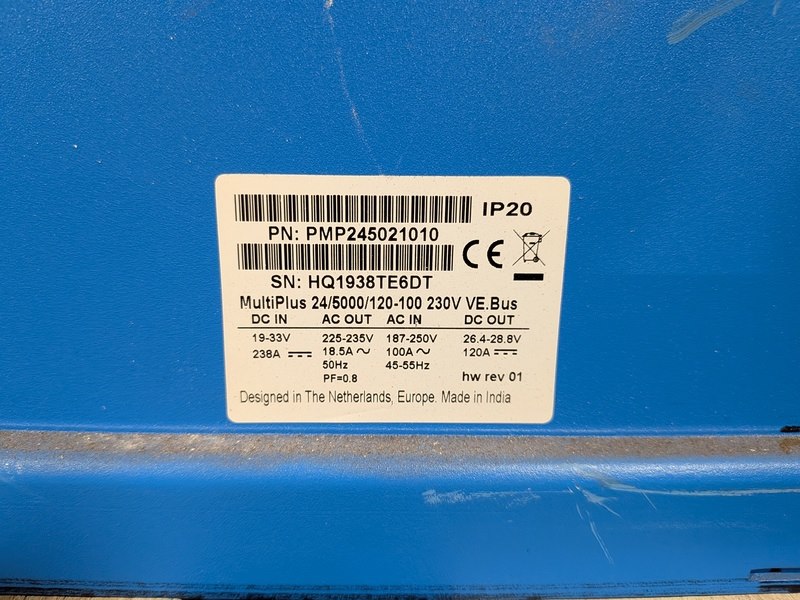 IP20
PN: PMP245021010
CE
SN: HQ1938TE6DT
MultiPlus 24/5000/120-100 230V VE.Bus
DC IN AC OUT AC IN DC OUT
19-33V 225-235V 187-250V 26.4-28.8V
238A ⎓ 18.5A ~ 100A ~ 120A ⎓
50Hz 45-55Hz
PF=0.8 hw rev 01
Designed in The Netherlands, Europe. Made in India